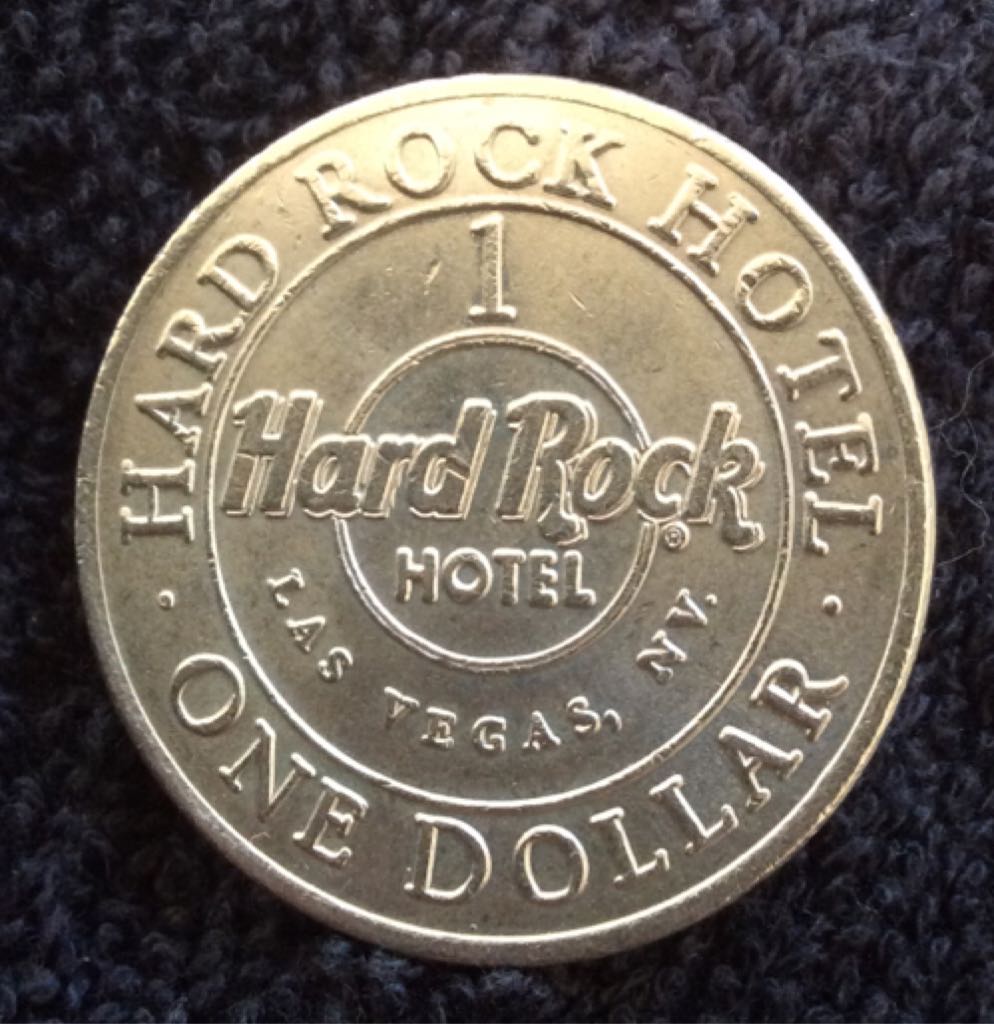 HARD ROCK HOTEL
1
Hard Rock
HOTEL
LAS VEGAS, NV.
· ONE DOLLAR ·